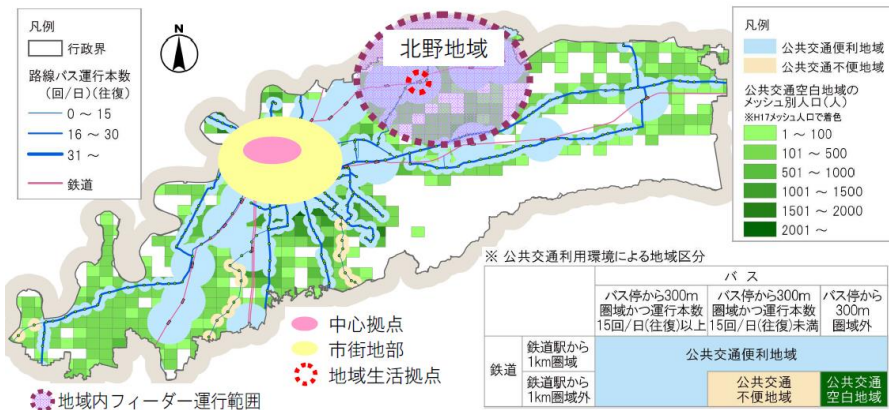 凡例
行政界
路線バス運行本数
(回/日)(往復)
0 ～ 15
16 ～ 30
31 ～
鉄道
N
北野地域
凡例
公共交通便利地域
公共交通不便地域
公共交通空白地域の
メッシュ別人口(人)
※H17メッシュ人口で着色
1 ～ 100
101 ～ 500
501 ～ 1000
1001 ～ 1500
1501 ～ 2000
2001 ～
中心拠点
市街地部
地域生活拠点
地域内フィーダー運行範囲
※ 公共交通利用環境による地域区分
バ ス
バス停から300m
圏域かつ運行本数
15回/日(往復)以上
バス停から300m
圏域かつ運行本数
15回/日(往復)未満
バス停から
300m
圏域外
鉄道
鉄道駅から
1km圏域
公共交通便利地域
鉄道駅から
1km圏域外
公共交通
不便地域
公共交通
空白地域